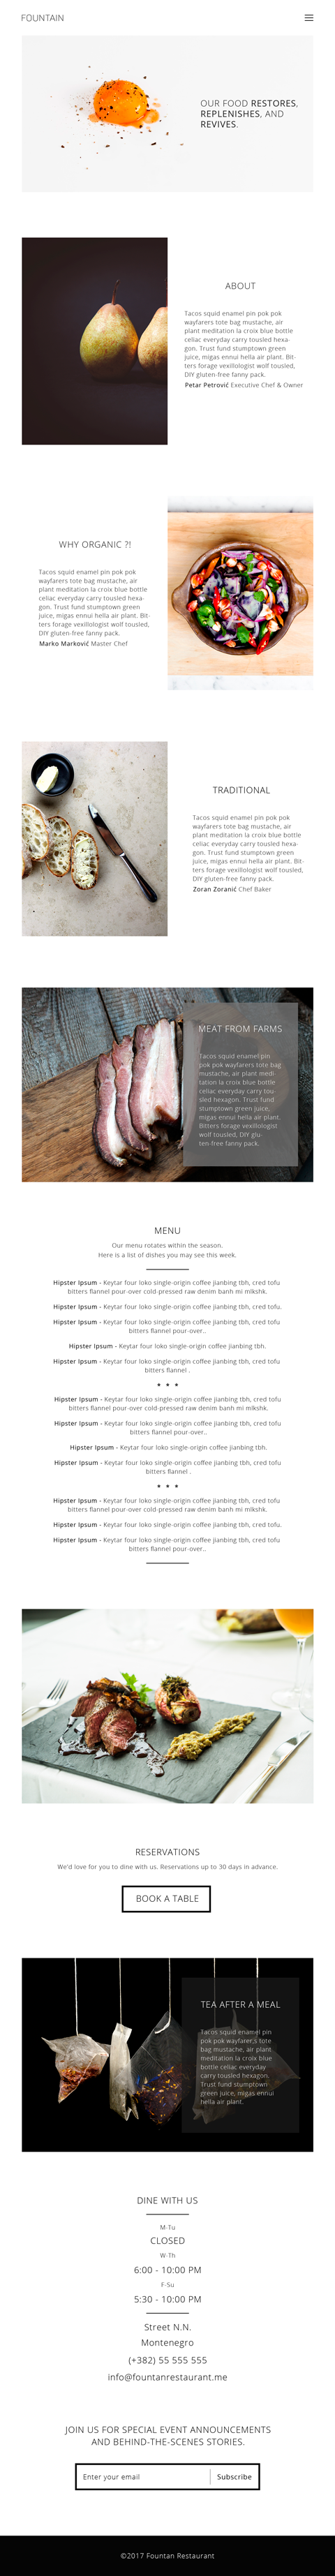 FOUNTAIN
OUR FOOD RESTORES,
REPLENISHES, AND
REVIVES.
ABOUT
Tacos squid enamel pin pok pok
wayfarers tote bag mustache, air
plant meditation la croix blue bottle
celiac everyday carry tousled hexa-
gon. Trust fund stumptown green
juice, migas ennui hella air plant. Bit-
ters forage vexillologist wolf tousled,
DIY gluten-free fanny pack.
Petar Petrović Executive Chef & Owner
WHY ORGANIC ?!
Tacos squid enamel pin pok pok
wayfarers tote bag mustache, air
plant meditation la croix blue bottle
celiac everyday carry tousled hexa-
gon. Trust fund stumptown green
juice, migas ennui hella air plant. Bit-
ters forage vexillologist wolf tousled,
DIY gluten-free fanny pack.
Marko Marković Master Chef
TRADITIONAL
Tacos squid enamel pin pok pok
wayfarers tote bag mustache, air
plant meditation la croix blue bottle
celiac everyday carry tousled hexa-
gon. Trust fund stumptown green
juice, migas ennui hella air plant. Bit-
ters forage vexillologist wolf tousled,
DIY gluten-free fanny pack.
Zoran Zoranić Chef Baker
MEAT FROM FARMS
Tacos squid enamel pin
pok pok wayfarers tote bag
mustache, air plant medi-
tation la croix blue bottle
celiac everyday carry tou-
sled hexagon. Trust fund
stumptown green juice,
migas ennui hella air plant.
Bitters forage vexillologist
wolf tousled, DIY glu-
ten-free fanny pack.
MENU
Our menu rotates within the season.
Here is a list of dishes you may see this week.
Hipster Ipsum - Keytar four loko single-origin coffee jianbing tbh, cred tofu
bitters flannel pour-over cold-pressed raw denim banh mi mlkshk.
Hipster Ipsum - Keytar four loko single-origin coffee jianbing tbh, cred tofu.
Hipster Ipsum - Keytar four loko single-origin coffee jianbing tbh, cred tofu
bitters flannel pour-over..
Hipster Ipsum - Keytar four loko single-origin coffee jianbing tbh.
Hipster Ipsum - Keytar four loko single-origin coffee jianbing tbh, cred tofu
bitters flannel .
* * *
Hipster Ipsum - Keytar four loko single-origin coffee jianbing tbh, cred tofu
bitters flannel pour-over cold-pressed raw denim banh mi mlkshk.
Hipster Ipsum - Keytar four loko single-origin coffee jianbing tbh, cred tofu
bitters flannel pour-over..
Hipster Ipsum - Keytar four loko single-origin coffee jianbing tbh.
Hipster Ipsum - Keytar four loko single-origin coffee jianbing tbh, cred tofu
bitters flannel .
* * *
Hipster Ipsum - Keytar four loko single-origin coffee jianbing tbh, cred tofu
bitters flannel pour-over cold-pressed raw denim banh mi mlkshk.
Hipster Ipsum - Keytar four loko single-origin coffee jianbing tbh, cred tofu.
Hipster Ipsum - Keytar four loko single-origin coffee jianbing tbh, cred tofu
bitters flannel pour-over..
RESERVATIONS
We'd love for you to dine with us. Reservations up to 30 days in advance.
BOOK A TABLE
TEA AFTER A MEAL
Tacos squid enamel pin
pok pok wayfarer,s tote
bag mustache, air plant
meditation la croix blue
bottle celiac everyday
carry tousled hexagon.
Trust fund stumptown
green juice, migas ennui
hella air plant.
DINE WITH US
M-Tu
CLOSED
W-Th
6:00 - 10:00 PM
F-Su
5:30 - 10:00 PM
Street N.N.
Montenegro
(+382) 55 555 555
info@fountanrestaurant.me
JOIN US FOR SPECIAL EVENT ANNOUNCEMENTS
AND BEHIND-THE-SCENES STORIES.
Enter your email Subscribe
©2017 Fountan Restaurant